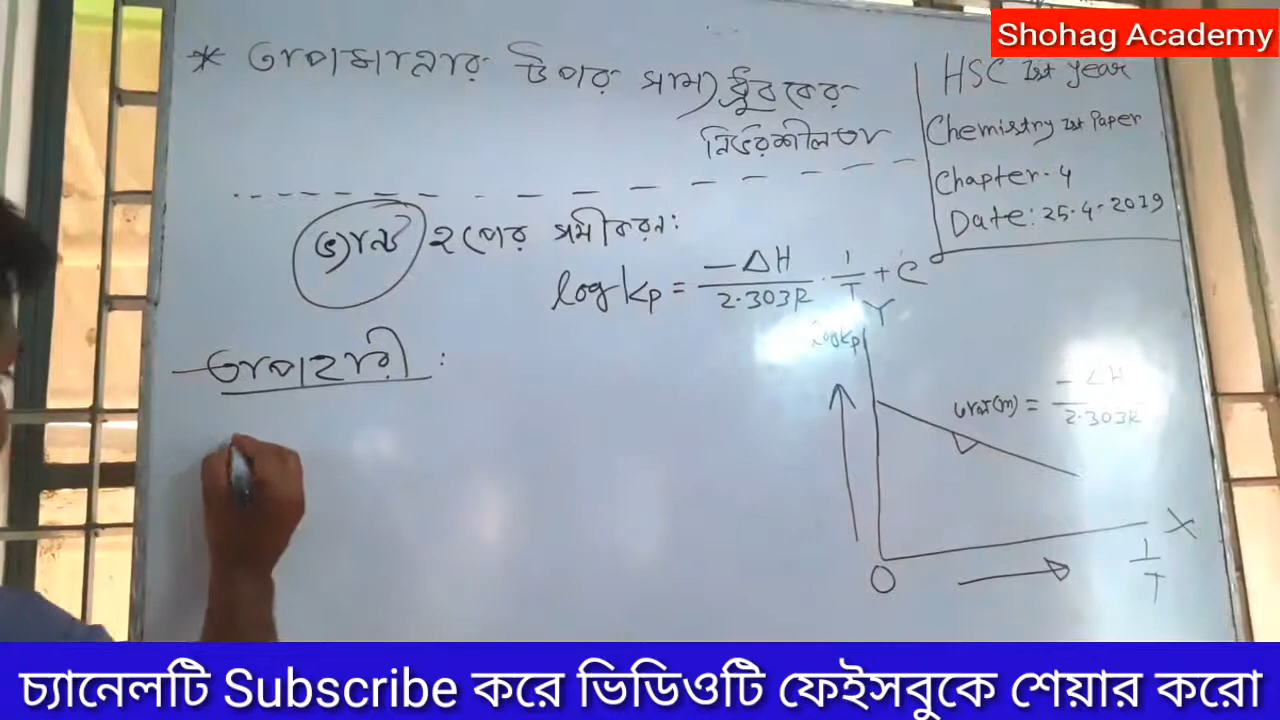 Shohag Academy
* তাপমাত্রার উপর সাম্যধ্রুবকের
নির্ভরশীলতা
HSC 1st year
Chemistry 1st Paper
Chapter-4
Date: 25-4-2019
ভ্যান্ট হফের সমীকরণ:
log Kp = -ΔH / 2.303R · 1/T + C
তাপহারী :
Y
logKp
ঢাল(m) = -ΔH / 2.303R
X
1/T
O
চ্যানেলটি Subscribe করে ভিডিওটি ফেইসবুকে শেয়ার করো